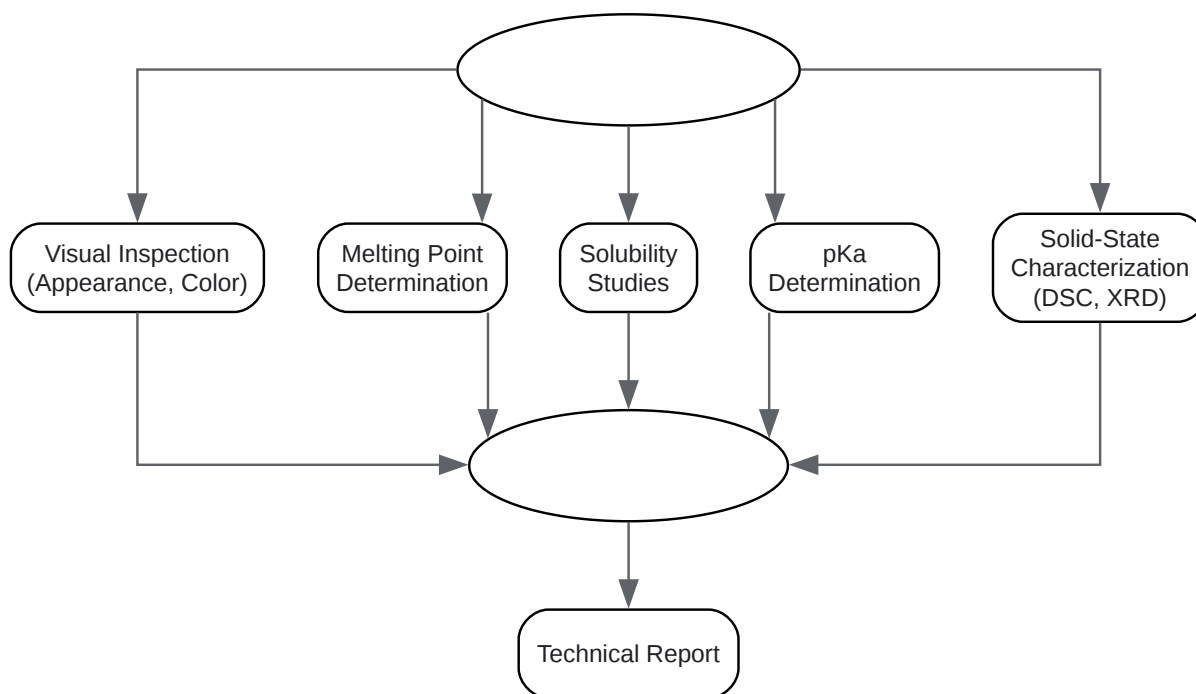 Visual Inspection
(Appearance, Color)
Melting Point
Determination
Solubility
Studies
pKa
Determination
Solid-State
Characterization
(DSC, XRD)
Technical Report